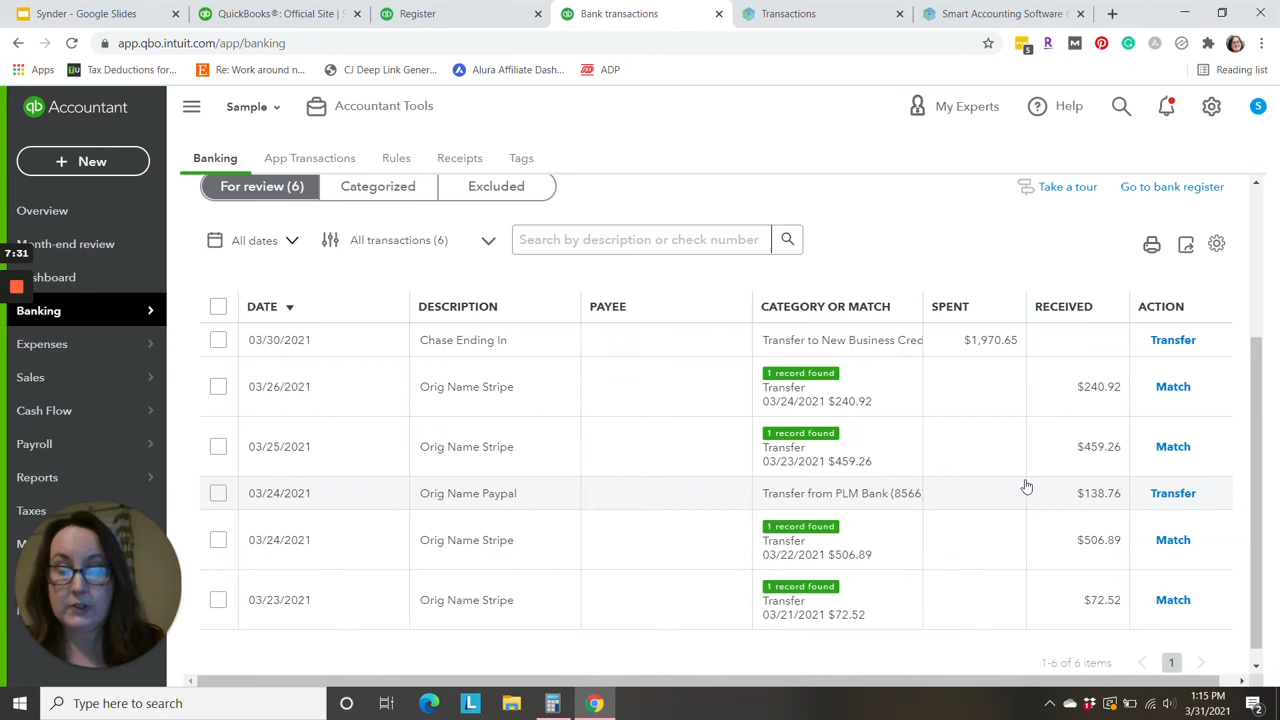 Synder
QuickBooks®: Official Site | S
Register
Bank transactions
Transactions
Smart Accounting Software
app.qbo.intuit.com/app/banking
5
Apps
Tax Deductions for...
Re: Work around n...
CJ Deep Link Gener...
Alura Affiliate Dash...
ADP
Reading list
qb Accountant
Sample
Accountant Tools
My Experts
Help
S
+ New
Banking
App Transactions
Rules
Receipts
Tags
For review (6)
Categorized
Excluded
Take a tour
Go to bank register
Overview
Month-end review
7:31
shboard
Banking
Expenses
Sales
Cash Flow
Payroll
Reports
Taxes
All dates
All transactions (6)
Search by description or check number
DATE
DESCRIPTION
PAYEE
CATEGORY OR MATCH
SPENT
RECEIVED
ACTION
03/30/2021
Chase Ending In
Transfer to New Business Cred
$1,970.65
Transfer
03/26/2021
Orig Name Stripe
1 record found
Transfer
03/24/2021 $240.92
$240.92
Match
03/25/2021
Orig Name Stripe
1 record found
Transfer
03/23/2021 $459.26
$459.26
Match
03/24/2021
Orig Name Paypal
Transfer from PLM Bank (8566
$138.76
Transfer
03/24/2021
Orig Name Stripe
1 record found
Transfer
03/22/2021 $506.89
$506.89
Match
03/23/2021
Orig Name Stripe
1 record found
Transfer
03/21/2021 $72.52
$72.52
Match
1-6 of 6 items
1
Type here to search
L
1:15 PM
3/31/2021
2